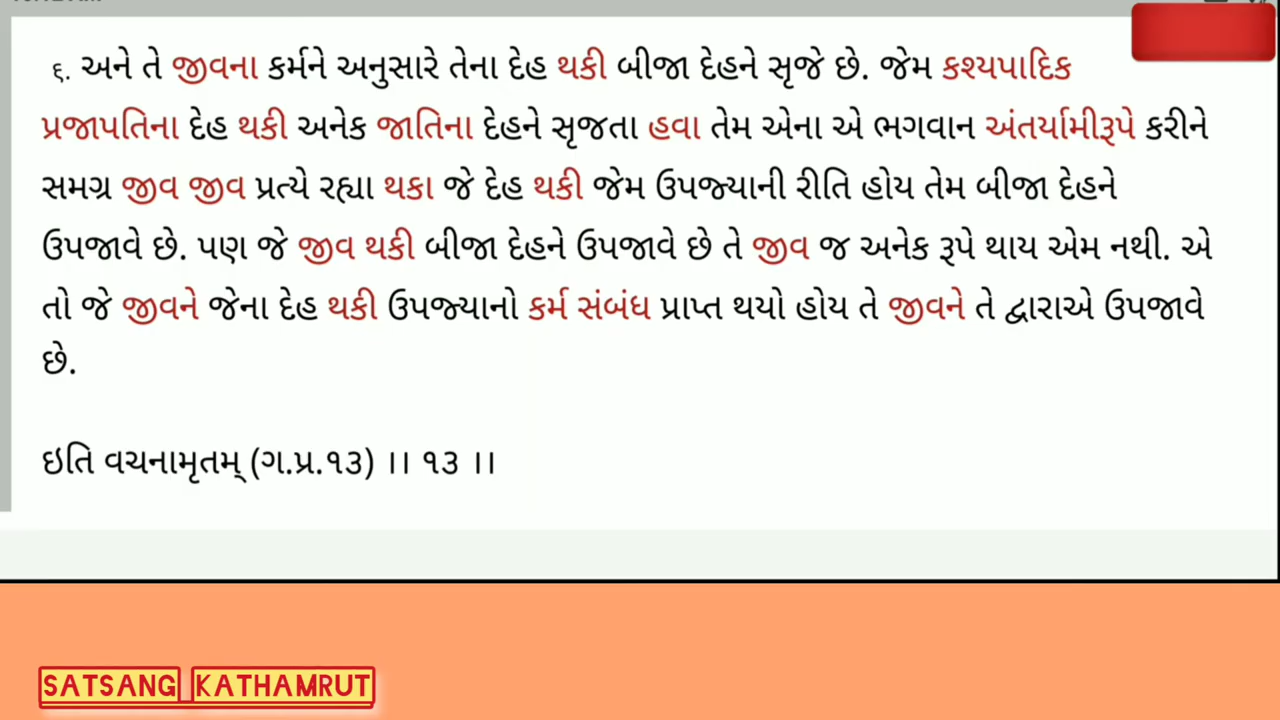 ૬. અને તે જીવના કર્મને અનુસારે તેના દેહ થકી બીજા દેહને સૃજે છે. જેમ કશ્યપાદિક
પ્રજાપતિના દેહ થકી અનેક જાતિના દેહને સૃજતા હવા તેમ એના એ ભગવાન અંતર્યામીરૂપે કરીને
સમગ્ર જીવ જીવ પ્રત્યે રહ્યા થકા જે દેહ થકી જેમ ઉપજ્યાની રીતિ હોય તેમ બીજા દેહને
ઉપજાવે છે. પણ જે જીવ થકી બીજા દેહને ઉપજાવે છે તે જીવ જ અનેક રૂપે થાય એમ નથી. એ
તો જે જીવને જેના દેહ થકી ઉપજ્યાનો કર્મ સંબંધ પ્રાપ્ત થયો હોય તે જીવને તે દ્વારાએ ઉપજાવે
છે.
ઇતિ વચનામૃતમ્ (ગ.પ્ર.૧૩) ।। ૧૩ ।।
SATSANG KATHAMRUT